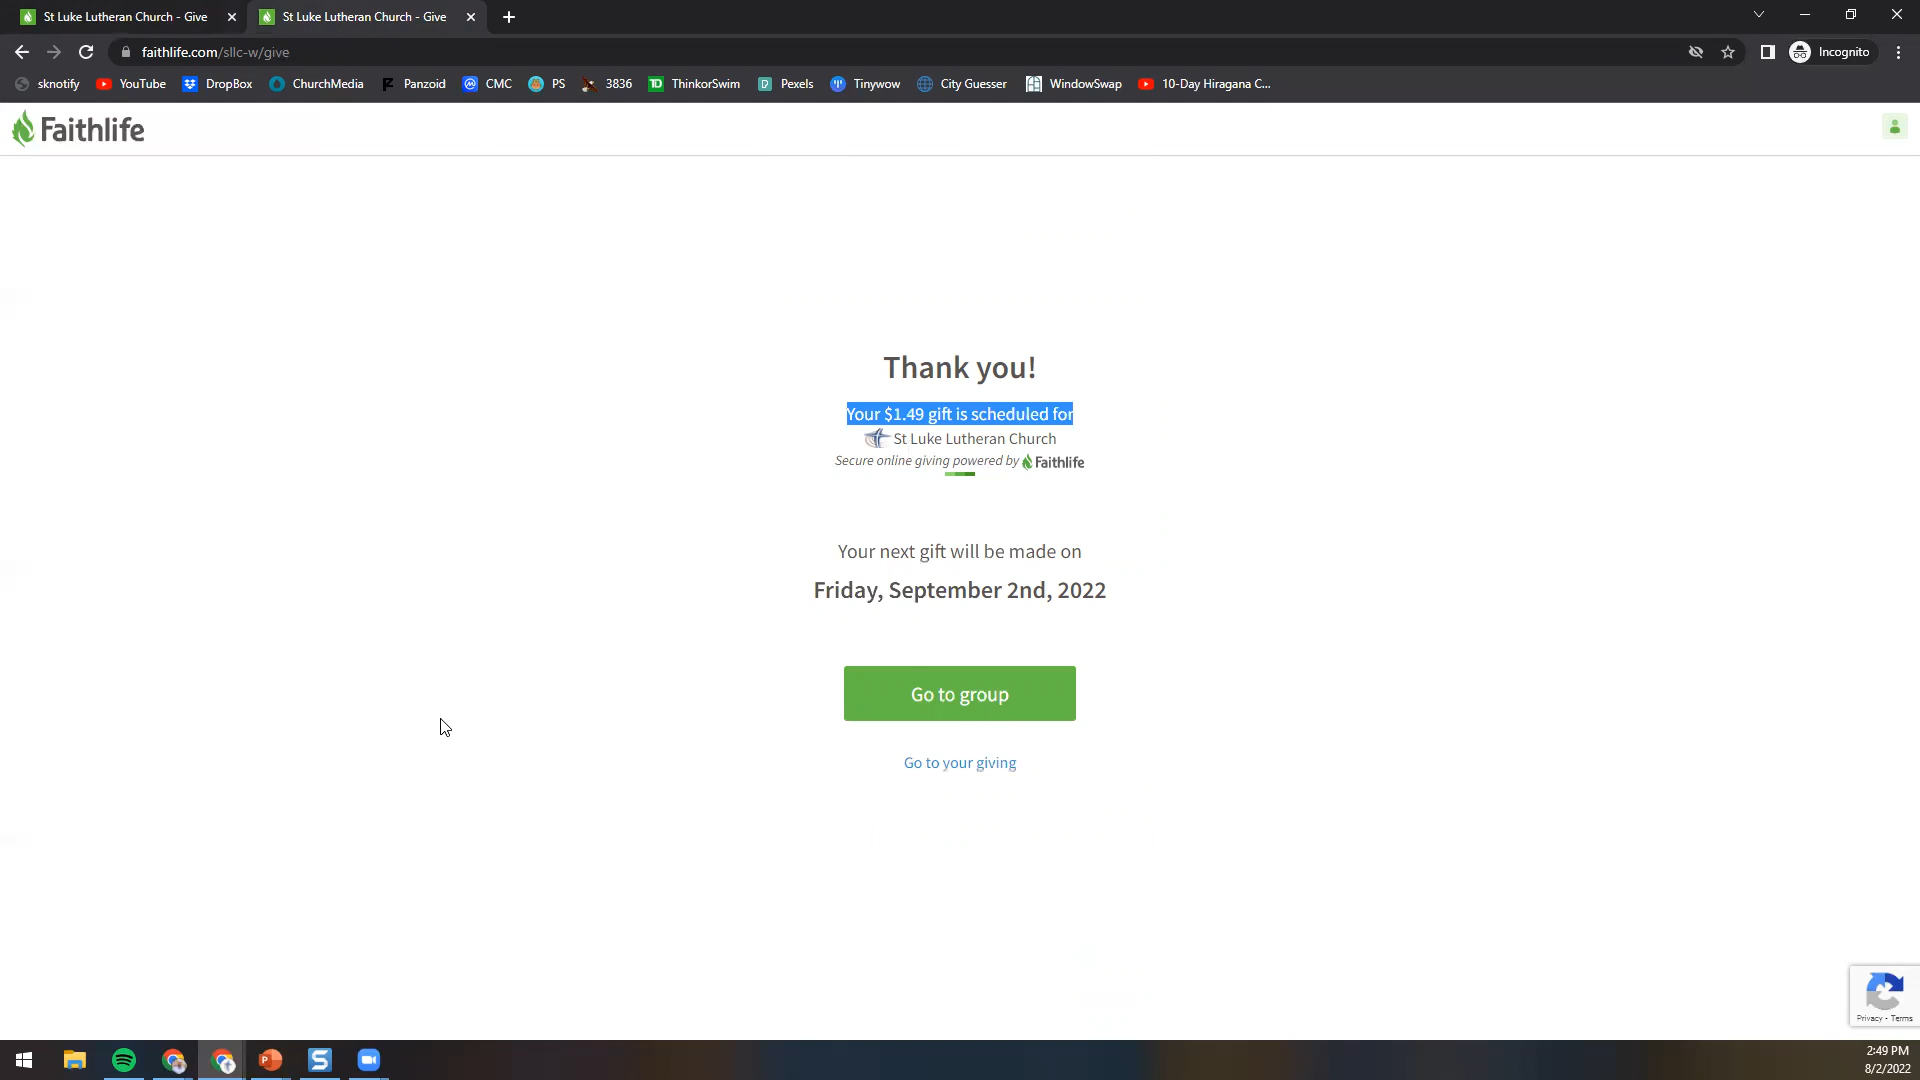 St Luke Lutheran Church - Give
St Luke Lutheran Church - Give
faithlife.com/sllc-w/give
Incognito
sknotify
YouTube
DropBox
ChurchMedia
Panzoid
CMC
PS
3836
TD
ThinkorSwim
Pexels
Tinywow
City Guesser
WindowSwap
10-Day Hiragana C...
Faithlife
Thank you!
Your $1.49 gift is scheduled for
St Luke Lutheran Church
Secure online giving powered by Faithlife
Your next gift will be made on
Friday, September 2nd, 2022
Go to group
Go to your giving
Privacy - Terms
2:49 PM
8/2/2022